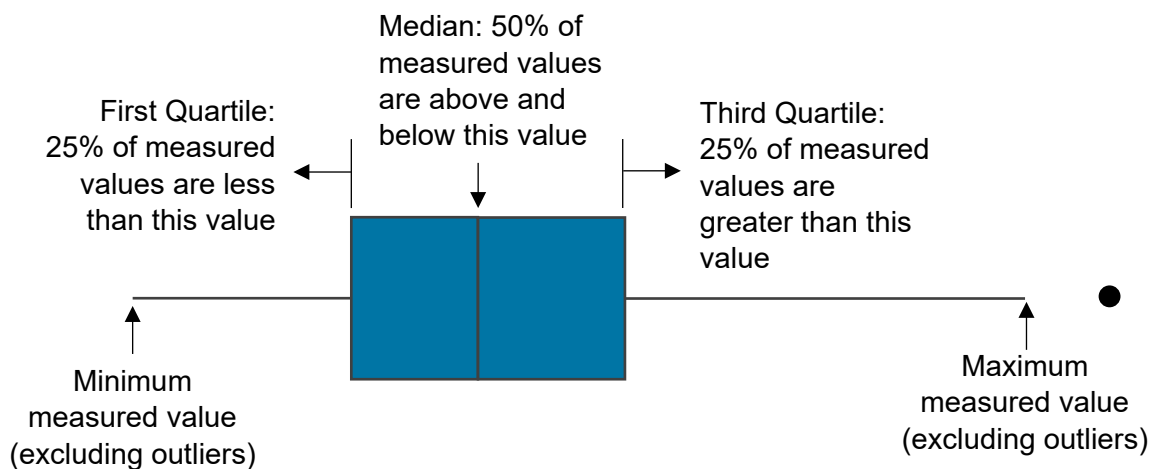 Median: 50% of
measured values
are above and
below this value
First Quartile:
25% of measured
values are less
than this value
Third Quartile:
25% of measured
values are
greater than this
value
Minimum
measured value
(excluding outliers)
Maximum
measured value
(excluding outliers)